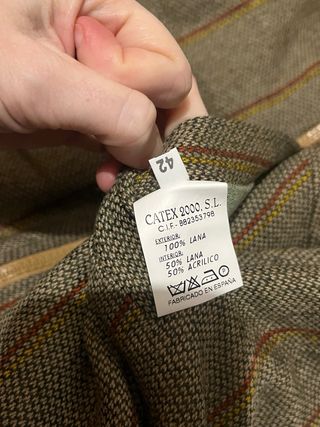 42
CATEX 2000, S.L.
C.I.F.- B82353798
EXTERIOR:
100% LANA
INTERIOR:
50% LANA
50% ACRILICO
FABRICADO EN ESPAÑA